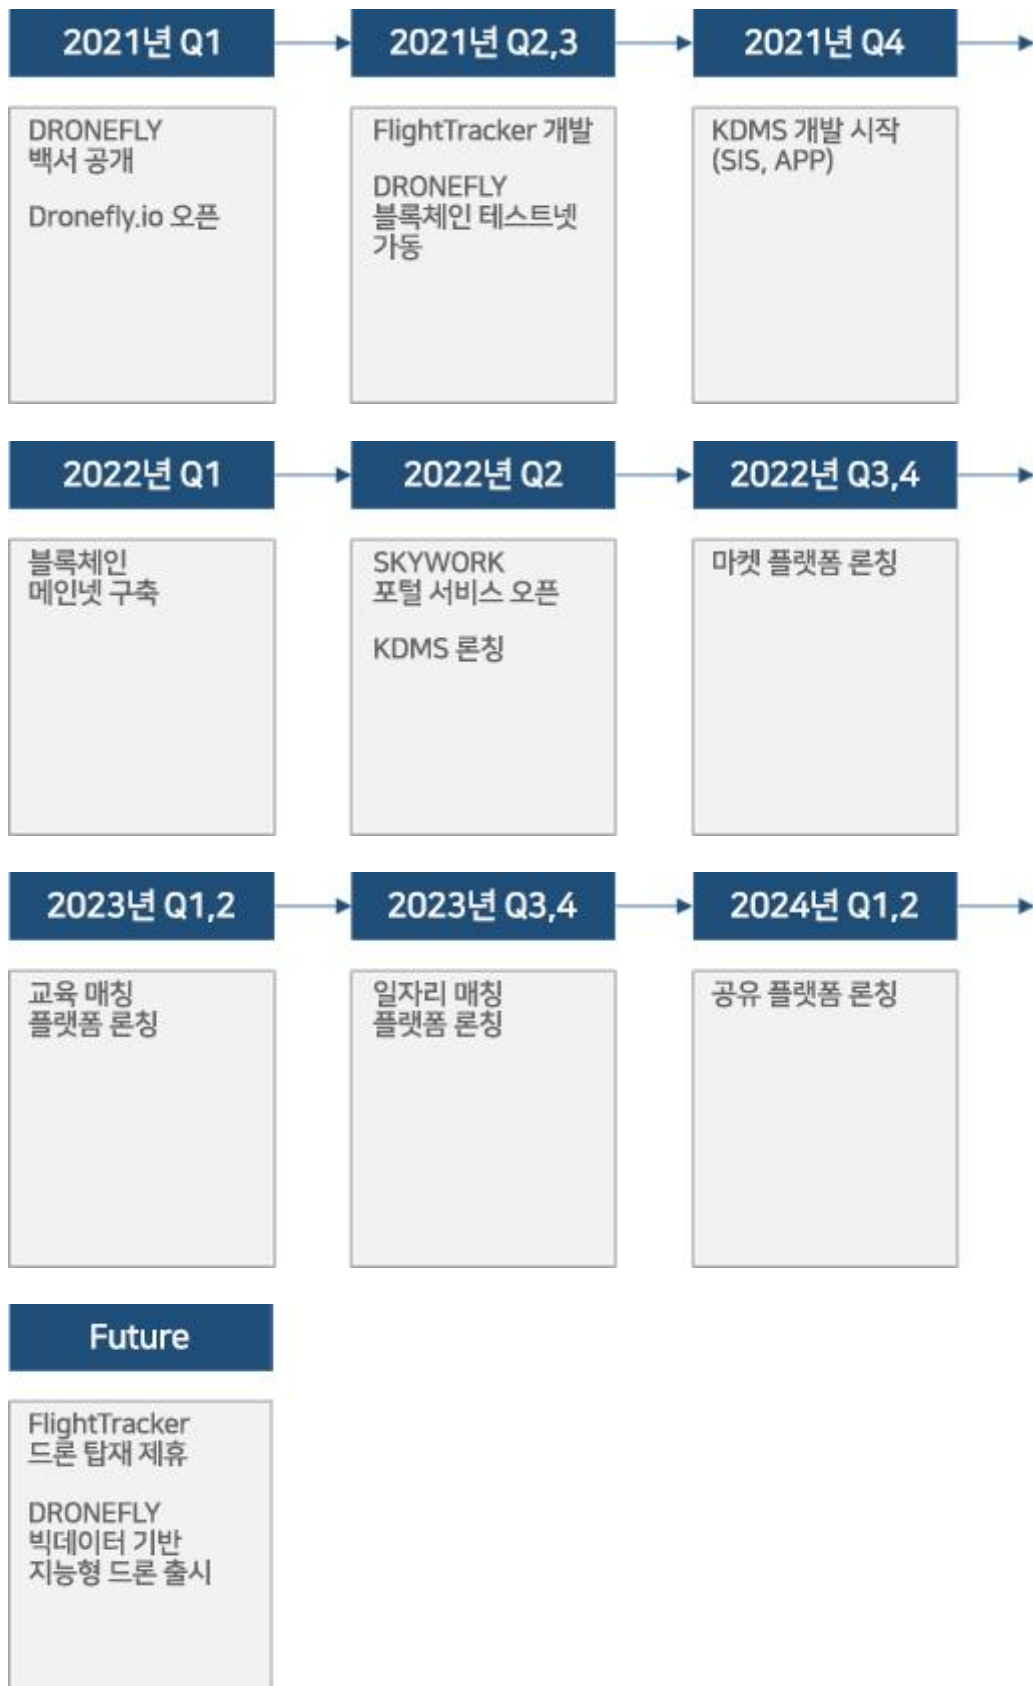 2021년 Q1
2021년 Q2,3
2021년 Q4
DRONEFLY
백서 공개
Dronefly.io 오픈
FlightTracker 개발
DRONEFLY
블록체인 테스트넷
가동
KDMS 개발 시작
(SIS, APP)
2022년 Q1
2022년 Q2
2022년 Q3,4
블록체인
메인넷 구축
SKYWORK
포털 서비스 오픈
KDMS 론칭
마켓 플랫폼 론칭
2023년 Q1,2
2023년 Q3,4
2024년 Q1,2
교육 매칭
플랫폼 론칭
일자리 매칭
플랫폼 론칭
공유 플랫폼 론칭
Future
FlightTracker
드론 탑재 제휴
DRONEFLY
빅데이터 기반
지능형 드론 출시